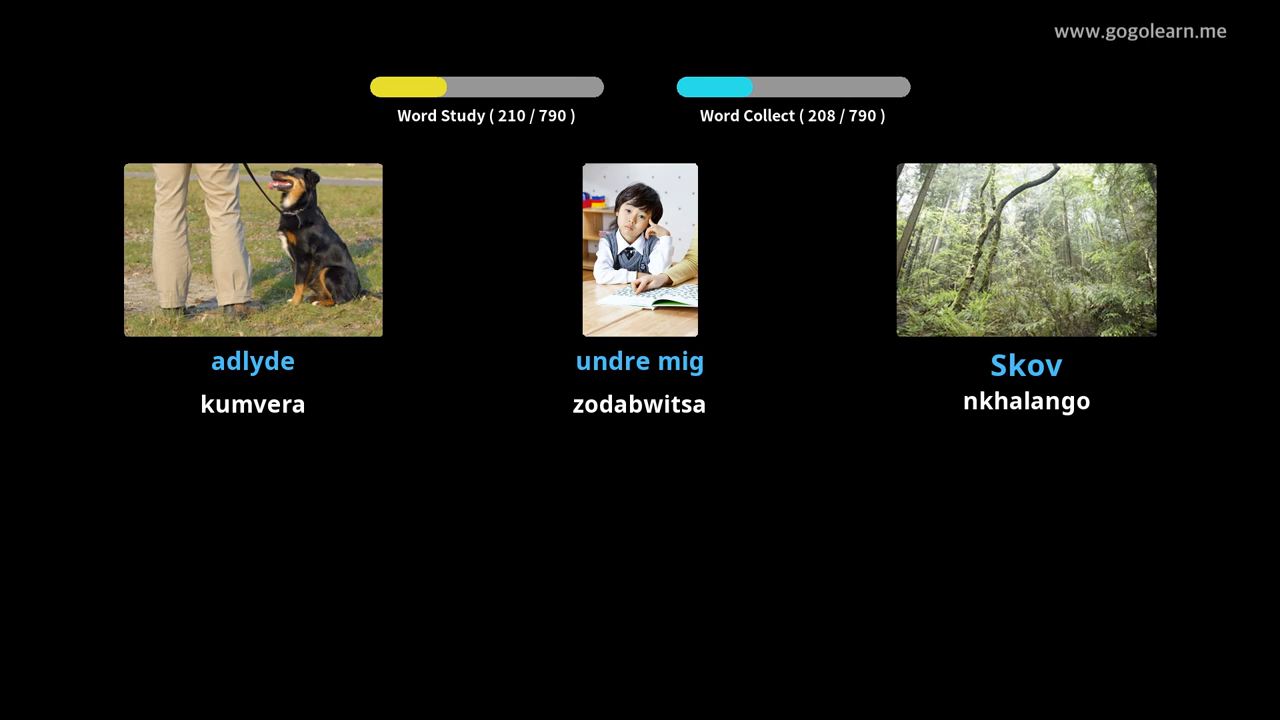 www.gogolearn.me
Word Study ( 210 / 790 )
Word Collect ( 208 / 790 )
adlyde
undre mig
Skov
kumvera
zodabwitsa
nkhalango